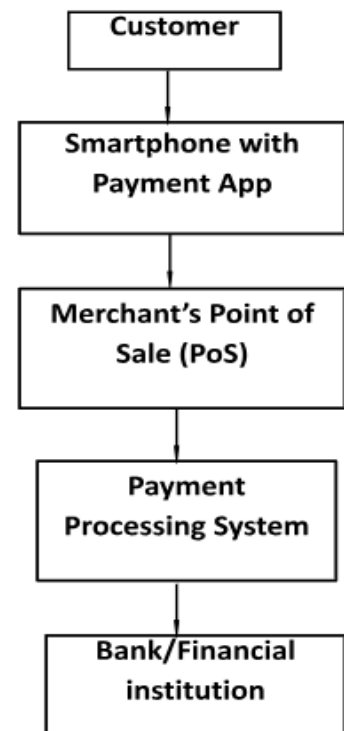 Customer
Smartphone with
Payment App
Merchant’s Point of
Sale (PoS)
Payment
Processing System
Bank/Financial
institution